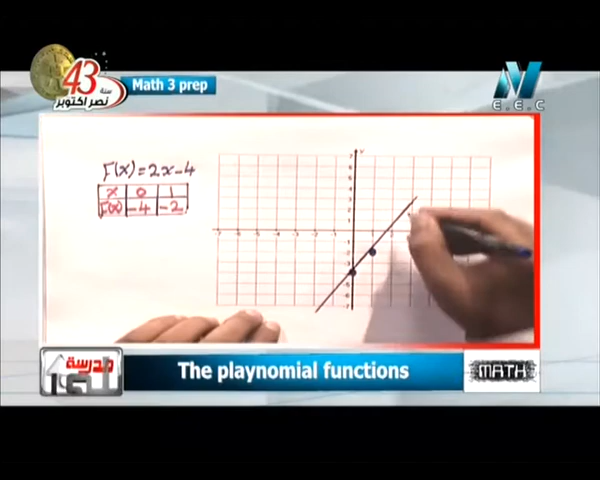 43
سنة
نصر اكتوبر
Math 3 prep
E.E.C
F(x)=2x-4
x 0 1
F(x) -4 -2
مدرسة
The playnomial functions
MATH